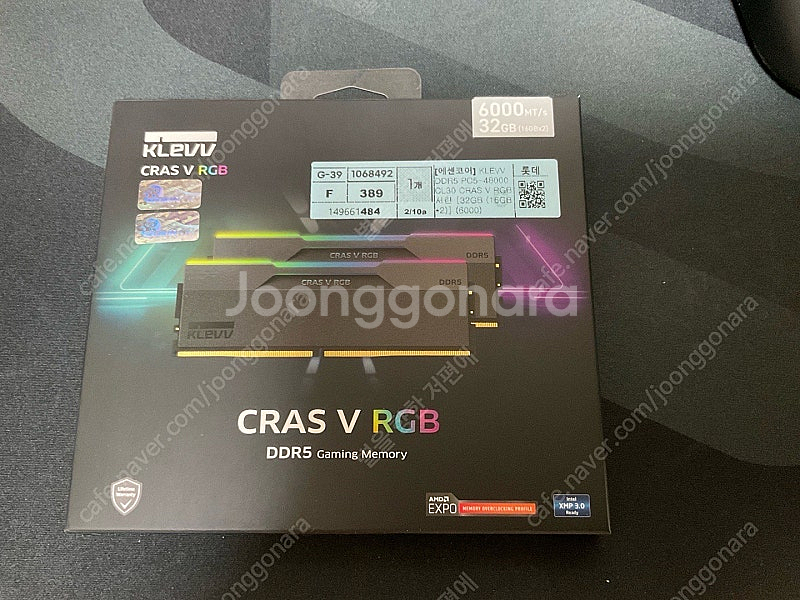 6000MT/s
32GB (16GBx2)
KLEVV
CRAS V RGB
G-39 1068492
F 389
149661484
1개
2/10a
[에센코어] KLEVV
DDR5 PC5-48000
CL30 CRAS V RGB
서린 [32GB (16GB
*2)] (6000)
롯데
CRAS V RGB
DDR5
CRAS V RGB
DDR5
KLEVV
Joonggonara
CRAS V RGB
DDR5 Gaming Memory
Lifetime
Warranty
AMD
EXPO
MEMORY OVERCLOCKING PROFILE
Intel
XMP 3.0
Ready
cafe.naver.com/joonggonara